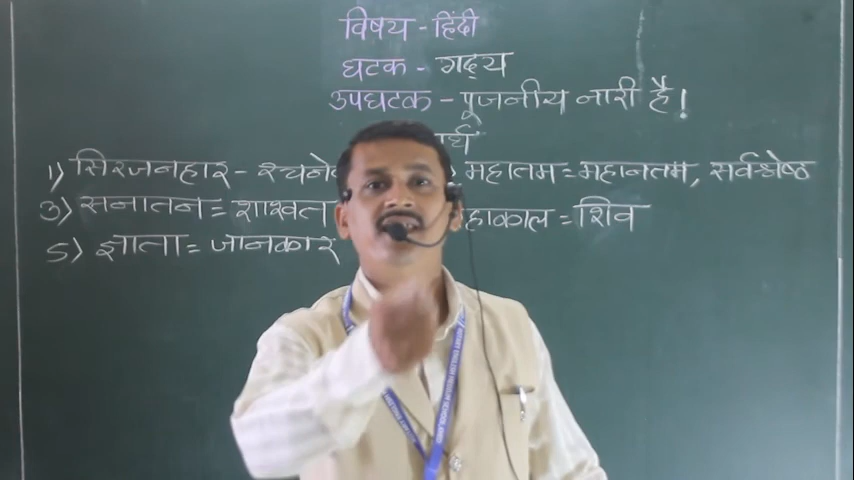 विषय - हिंदी
घटक - गद्य
उपघटक - पूजनीय नारी है!
र्थ
1) सिरजनहार - रचने महातम = महानतम, सर्वश्रेष्ठ
3) सनातन = शाश्वत हाकाल = शिव
5) ज्ञाता = जानकार